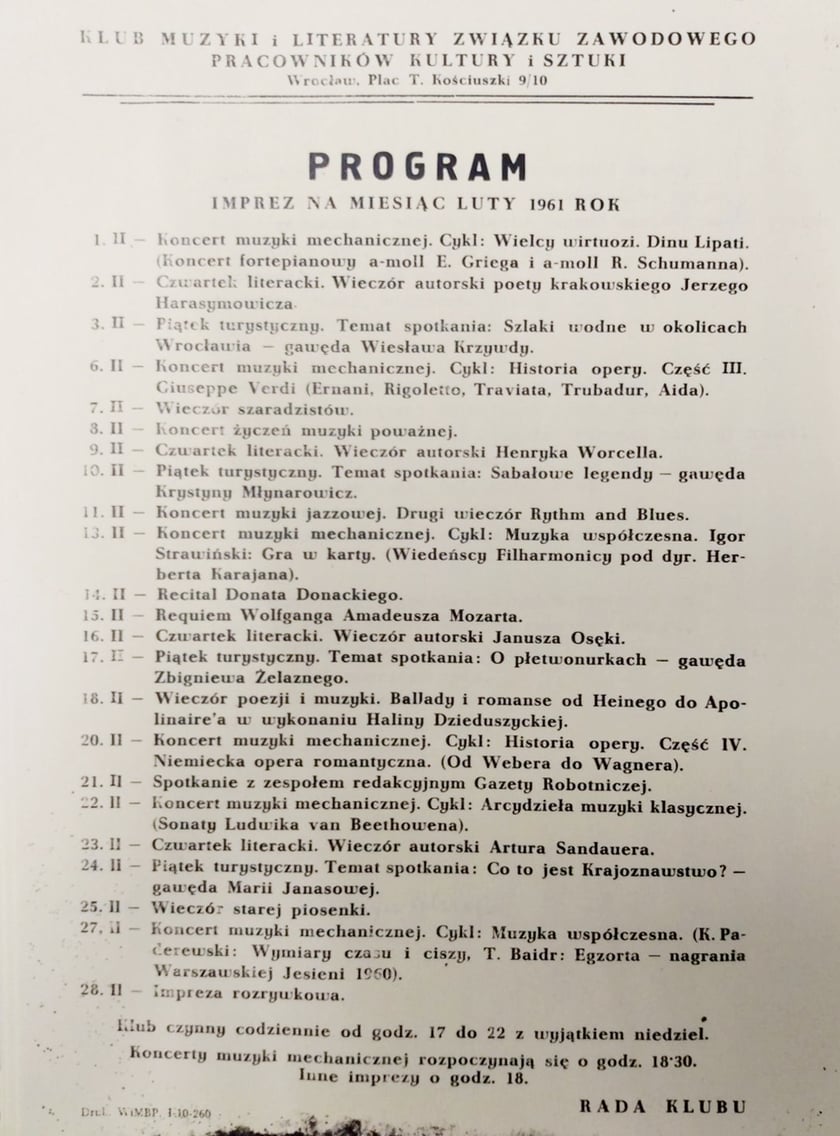 KLUB MUZYKI i LITERATURY ZWIĄZKU ZAWODOWEGO
PRACOWNIKÓW KULTURY i SZTUKI
Wrocław, Plac T. Kościuszki 9/10
PROGRAM
IMPREZ NA MIESIĄC LUTY 1961 ROK
1. II — Koncert muzyki mechanicznej. Cykl: Wielcy wirtuozi. Dinu Lipati.
(Koncert fortepianowy a-moll E. Griega i a-moll R. Schumanna).
2. II — Czwartek literacki. Wieczór autorski poety krakowskiego Jerzego
Harasymowicza.
3. II — Piątek turystyczny. Temat spotkania: Szlaki wodne w okolicach
Wrocławia — gawęda Wiesława Krzywdy.
6. II — Koncert muzyki mechanicznej. Cykl: Historia opery. Część III.
Giuseppe Verdi (Ernani, Rigoletto, Traviata, Trubadur, Aida).
7. II — Wieczór szaradzistów.
8. II — Koncert życzeń muzyki poważnej.
9. II — Czwartek literacki. Wieczór autorski Henryka Worcella.
10. II — Piątek turystyczny. Temat spotkania: Sabałowe legendy — gawęda
Krystyny Młynarowicz.
11. II — Koncert muzyki jazzowej. Drugi wieczór Rythm and Blues.
13. II — Koncert muzyki mechanicznej. Cykl: Muzyka współczesna. Igor
Strawiński: Gra w karty. (Wiedeńscy Filharmonicy pod dyr. Her-
berta Karajana).
14. II — Recital Donata Donackiego.
15. II — Requiem Wolfganga Amadeusza Mozarta.
16. II — Czwartek literacki. Wieczór autorski Janusza Osęki.
17. II — Piątek turystyczny. Temat spotkania: O płetwonurkach — gawęda
Zbigniewa Żelaznego.
18. II — Wieczór poezji i muzyki. Ballady i romanse od Heinego do Apo-
linaire'a w wykonaniu Haliny Dzieduszyckiej.
20. II — Koncert muzyki mechanicznej. Cykl: Historia opery. Część IV.
Niemiecka opera romantyczna. (Od Webera do Wagnera).
21. II — Spotkanie z zespołem redakcyjnym Gazety Robotniczej.
22. II — Koncert muzyki mechanicznej. Cykl: Arcydzieła muzyki klasycznej.
(Sonaty Ludwika van Beethowena).
23. II — Czwartek literacki. Wieczór autorski Artura Sandauera.
24. II — Piątek turystyczny. Temat spotkania: Co to jest Krajoznawstwo? —
gawęda Marii Janasowej.
25. II — Wieczór starej piosenki.
27. II — Koncert muzyki mechanicznej. Cykl: Muzyka współczesna. (K. Pa-
derewski: Wymiary czasu i ciszy, T. Baidr: Egzorta — nagrania
Warszawskiej Jesieni 1960).
28. II — Impreza rozrywkowa.
Klub czynny codziennie od godz. 17 do 22 z wyjątkiem niedziel.
Koncerty muzyki mechanicznej rozpoczynają się o godz. 18·30.
Inne imprezy o godz. 18.
RADA KLUBU
Druk. WiMBP. I-10-260